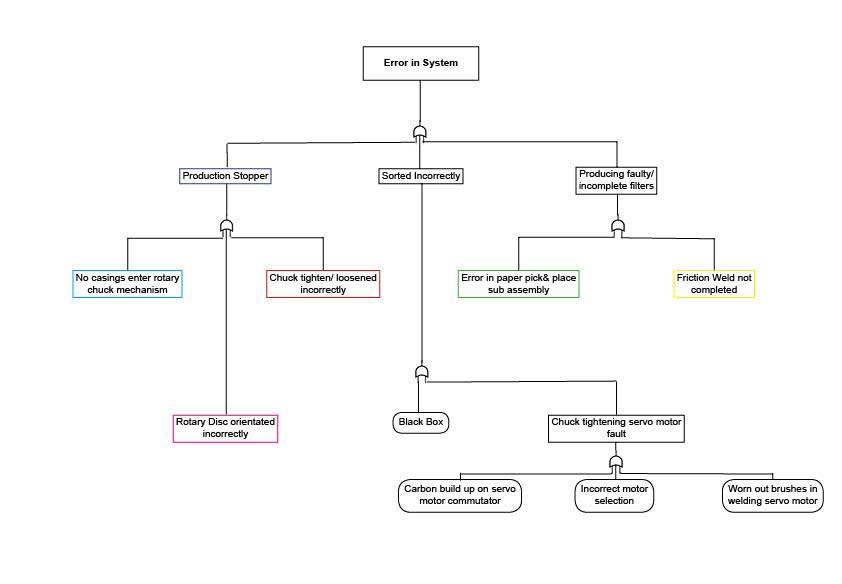 Error in System
Production Stopper
Sorted Incorrectly
Producing faulty/
incomplete filters
No casings enter rotary
chuck mechanism
Chuck tighten/ loosened
incorrectly
Error in paper pick& place
sub assembly
Friction Weld not
completed
Rotary Disc orientated
incorrectly
Black Box
Chuck tightening servo motor
fault
Carbon build up on servo
motor commutator
Incorrect motor
selection
Worn out brushes in
welding servo motor